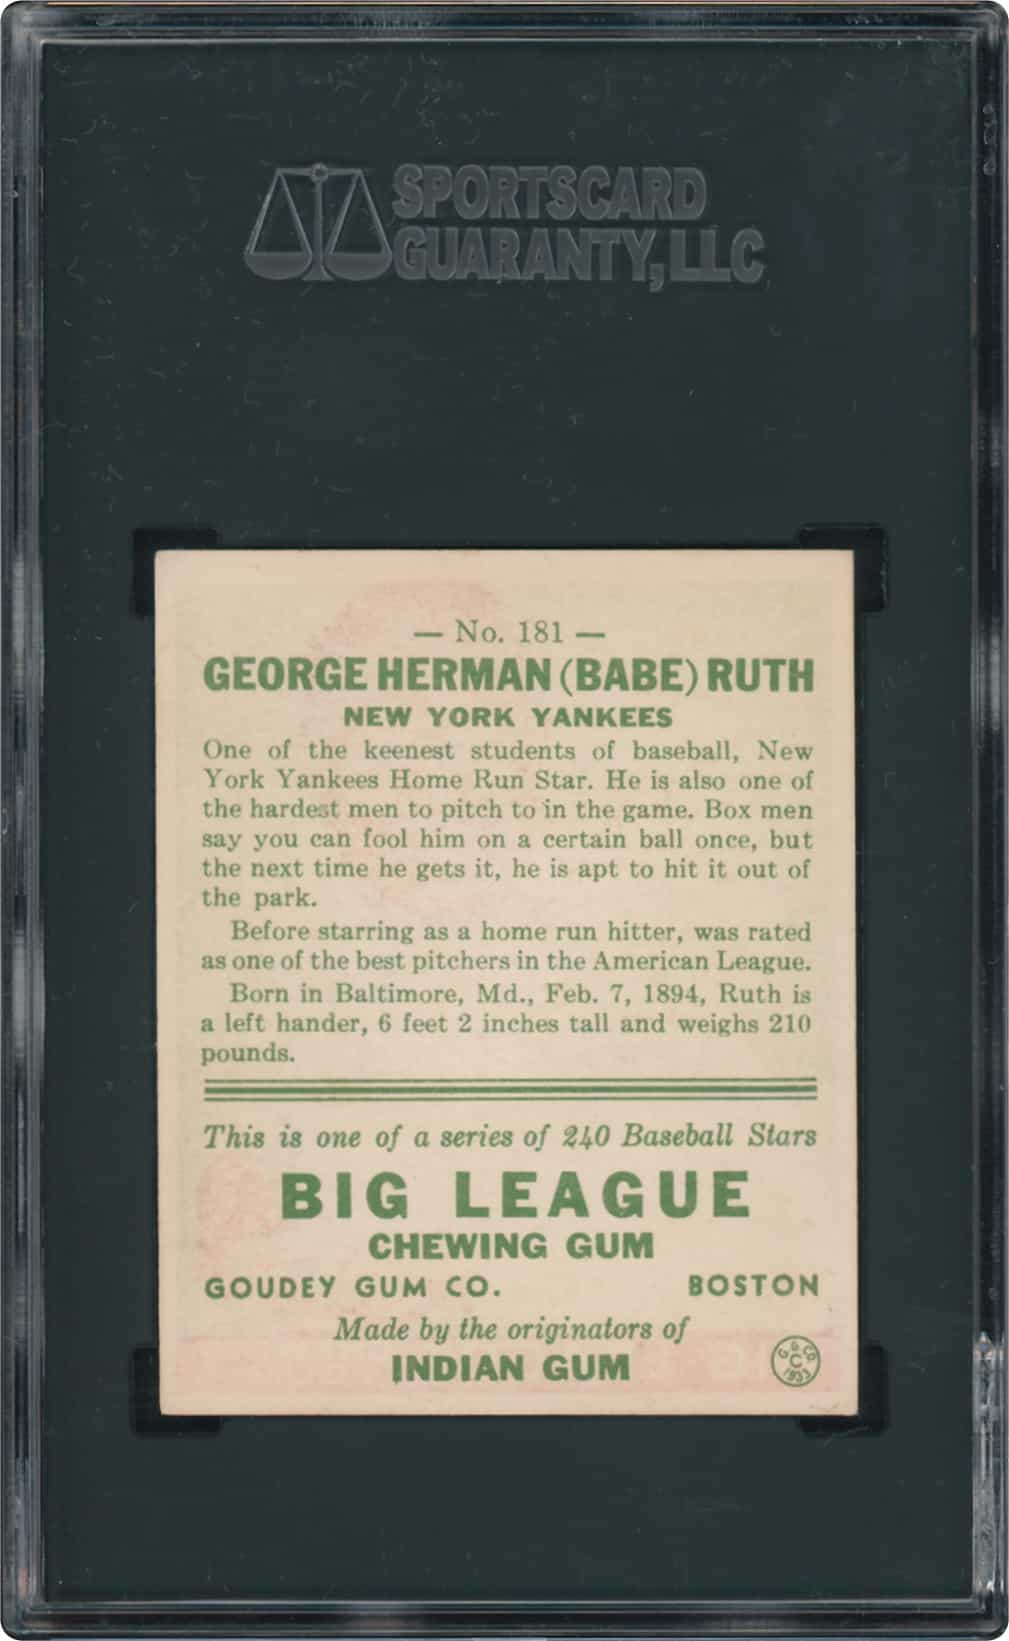 SPORTSCARD
GUARANTY, LLC
— No. 181 —
GEORGE HERMAN (BABE) RUTH
NEW YORK YANKEES
One of the keenest students of baseball, New
York Yankees Home Run Star. He is also one of
the hardest men to pitch to in the game. Box men
say you can fool him on a certain ball once, but
the next time he gets it, he is apt to hit it out of
the park.
Before starring as a home run hitter, was rated
as one of the best pitchers in the American League.
Born in Baltimore, Md., Feb. 7, 1894, Ruth is
a left hander, 6 feet 2 inches tall and weighs 210
pounds.
This is one of a series of 240 Baseball Stars
BIG LEAGUE
CHEWING GUM
GOUDEY GUM CO. BOSTON
Made by the originators of
INDIAN GUM
G. G. CO.
C
1933